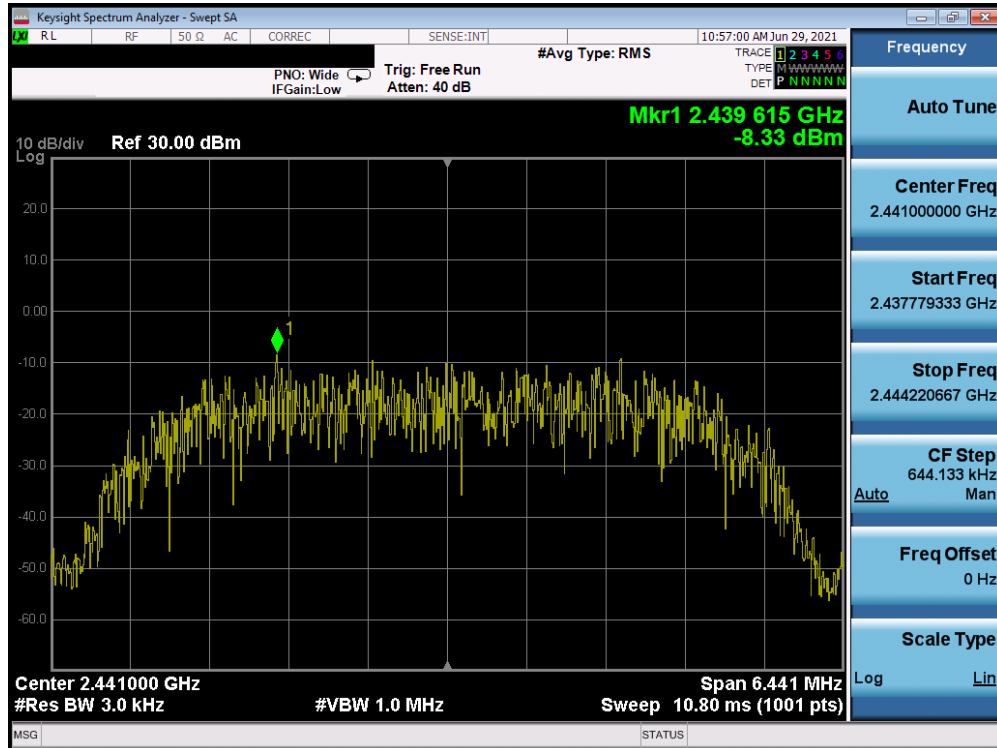 Keysight Spectrum Analyzer - Swept SA
LXI RL RF 50 Ω AC CORREC SENSE:INT 10:57:00 AM Jun 29, 2021
#Avg Type: RMS
TRACE 1 2 3 4 5 6
TYPE M W W W W W
DET P N N N N N
PNO: Wide
IFGain:Low
Trig: Free Run
Atten: 40 dB
Mkr1 2.439 615 GHz
-8.33 dBm
10 dB/div Ref 30.00 dBm
Log
20.0
10.0
0.00
1
-10.0
-20.0
-30.0
-40.0
-50.0
-60.0
Center 2.441000 GHz Span 6.441 MHz
#Res BW 3.0 kHz #VBW 1.0 MHz Sweep 10.80 ms (1001 pts)
MSG STATUS
Frequency
Auto Tune
Center Freq
2.441000000 GHz
Start Freq
2.437779333 GHz
Stop Freq
2.444220667 GHz
CF Step
644.133 kHz
Auto Man
Freq Offset
0 Hz
Scale Type
Log Lin